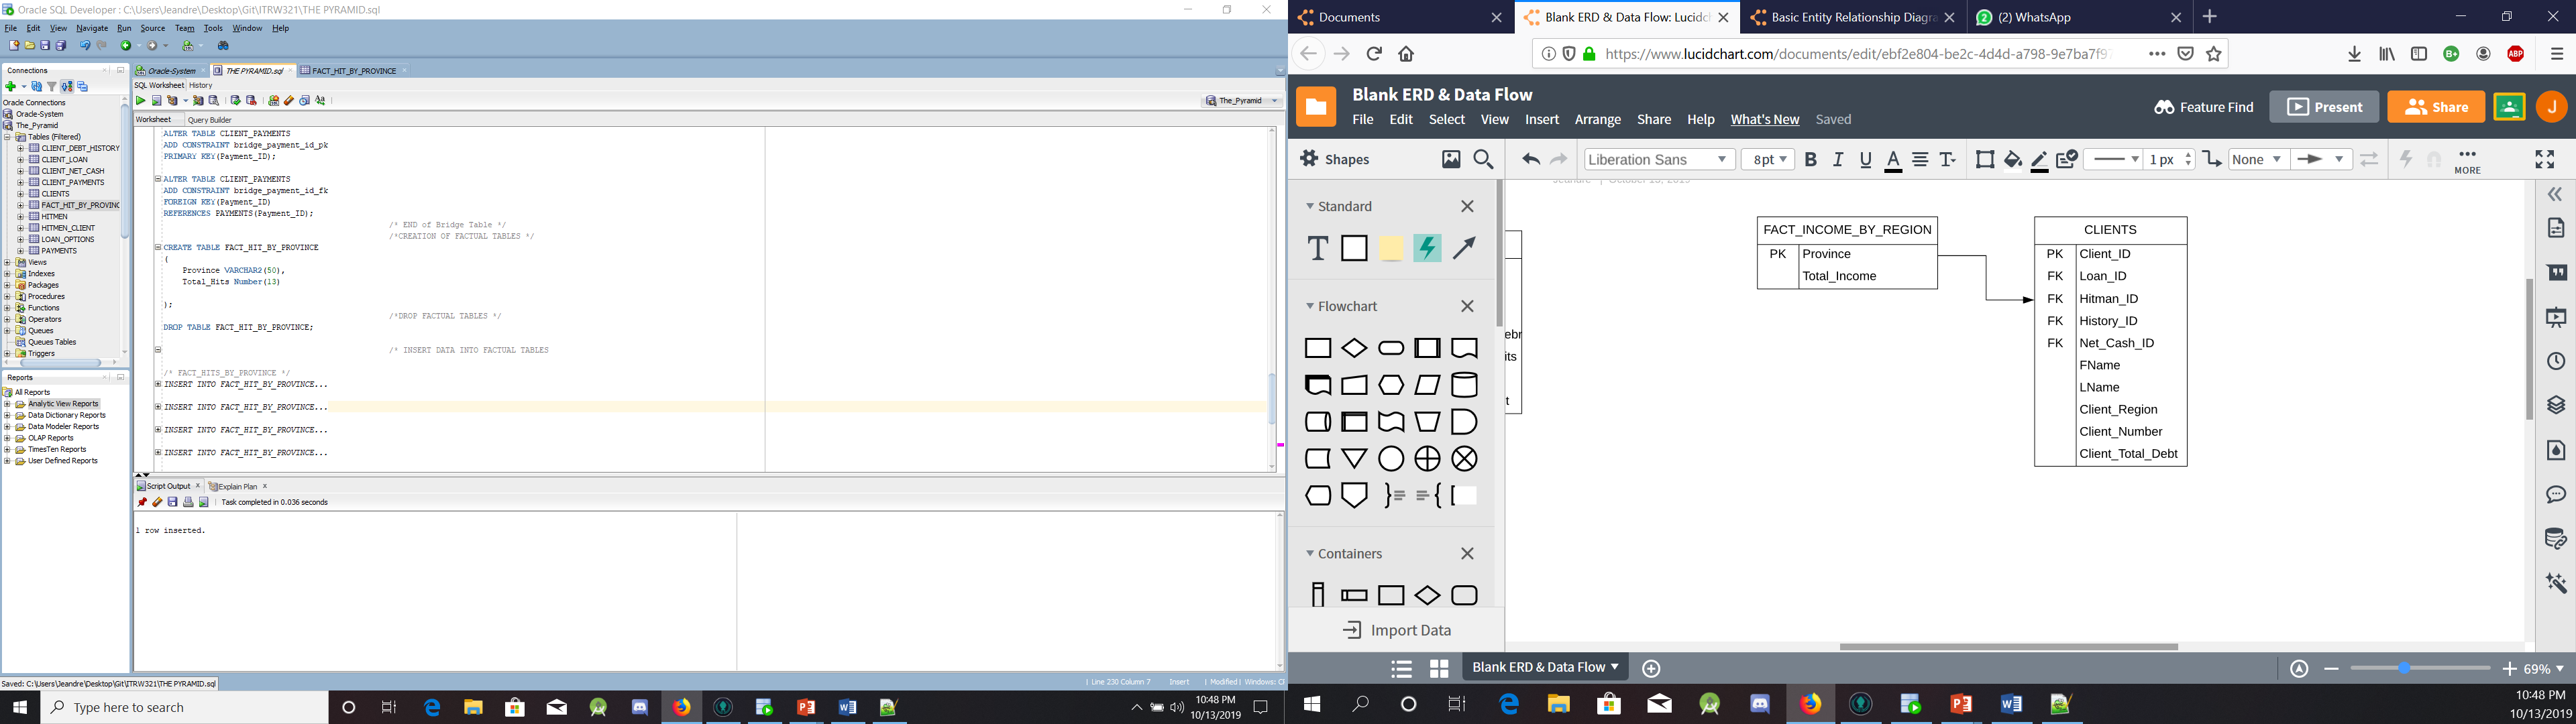 Oracle SQL Developer : C:\Users\Jeandre\Desktop\Git\ITRW321\THE PYRAMID.sql
File Edit View Navigate Run Source Team Tools Window Help
Connections
Oracle Connections
Oracle-System
The_Pyramid
Tables (Filtered)
CLIENT_DEBT_HISTORY
CLIENT_LOAN
CLIENT_NET_CASH
CLIENT_PAYMENTS
CLIENTS
FACT_HIT_BY_PROVINC
HITMEN
HITMEN_CLIENT
LOAN_OPTIONS
PAYMENTS
Views
Indexes
Packages
Procedures
Functions
Operators
Queues
Queues Tables
Triggers
Reports
All Reports
Analytic View Reports
Data Dictionary Reports
Data Modeler Reports
OLAP Reports
TimesTen Reports
User Defined Reports
Oracle-System THE PYRAMID.sql FACT_HIT_BY_PROVINCE
SQL Worksheet History
The_Pyramid
Worksheet Query Builder
ALTER TABLE CLIENT_PAYMENTS
ADD CONSTRAINT bridge_payment_id_pk
PRIMARY KEY(Payment_ID);
ALTER TABLE CLIENT_PAYMENTS
ADD CONSTRAINT bridge_payment_id_fk
FOREIGN KEY(Payment_ID)
REFERENCES PAYMENTS(Payment_ID);
/* END of Bridge Table */
/*CREATION OF FACTUAL TABLES */
CREATE TABLE FACT_HIT_BY_PROVINCE
(
Province VARCHAR2(50),
Total_Hits Number(13)
);
/*DROP FACTUAL TABLES */
DROP TABLE FACT_HIT_BY_PROVINCE;
/* INSERT DATA INTO FACTUAL TABLES
/* FACT_HITS_BY_PROVINCE */
INSERT INTO FACT_HIT_BY_PROVINCE...
INSERT INTO FACT_HIT_BY_PROVINCE...
INSERT INTO FACT_HIT_BY_PROVINCE...
INSERT INTO FACT_HIT_BY_PROVINCE...
Script Output x Explain Plan x
Task completed in 0.036 seconds
1 row inserted.
Saved: C:\Users\Jeandre\Desktop\Git\ITRW321\THE PYRAMID.sql
Line 230 Column 7 Insert Modified Windows: Cl
Type here to search
10:48 PM
10/13/2019
Documents
Blank ERD & Data Flow: Lucidch
Basic Entity Relationship Diagra
(2) WhatsApp
https://www.lucidchart.com/documents/edit/ebf2e804-be2c-4d4d-a798-9e7ba7f97
Blank ERD & Data Flow
File Edit Select View Insert Arrange Share Help What's New Saved
Feature Find
Present
Share
J
Shapes
Liberation Sans 8pt B I U A T 1 px None MORE
Standard
T
Flowchart
Containers
Import Data
ebr
its
t
FACT_INCOME_BY_REGION
PK Province
Total_Income
CLIENTS
PK Client_ID
FK Loan_ID
FK Hitman_ID
FK History_ID
FK Net_Cash_ID
FName
LName
Client_Region
Client_Number
Client_Total_Debt
Blank ERD & Data Flow
69%
10:48 PM
10/13/2019